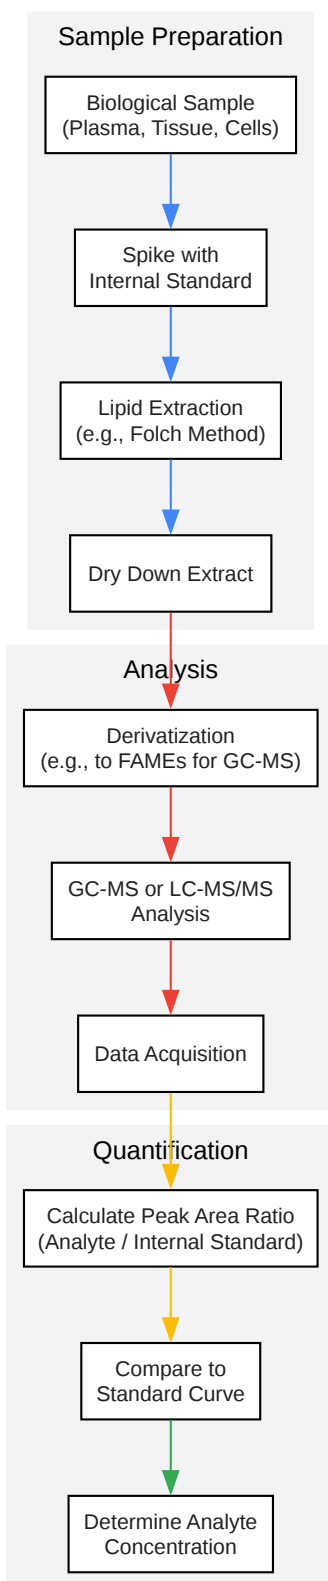 Sample Preparation
Biological Sample
(Plasma, Tissue, Cells)
Spike with
Internal Standard
Lipid Extraction
(e.g., Folch Method)
Dry Down Extract
Analysis
Derivatization
(e.g., to FAMEs for GC-MS)
GC-MS or LC-MS/MS
Analysis
Data Acquisition
Quantification
Calculate Peak Area Ratio
(Analyte / Internal Standard)
Compare to
Standard Curve
Determine Analyte
Concentration